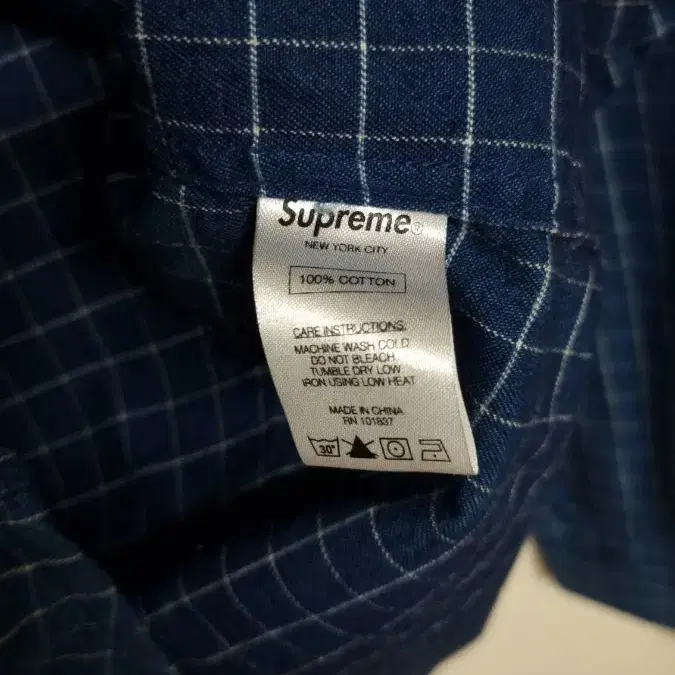 Supreme®
NEW YORK CITY
100% COTTON
CARE INSTRUCTIONS:
MACHINE WASH COLD
DO NOT BLEACH
TUMBLE DRY LOW
IRON USING LOW HEAT
MADE IN CHINA
RN 101837
30°